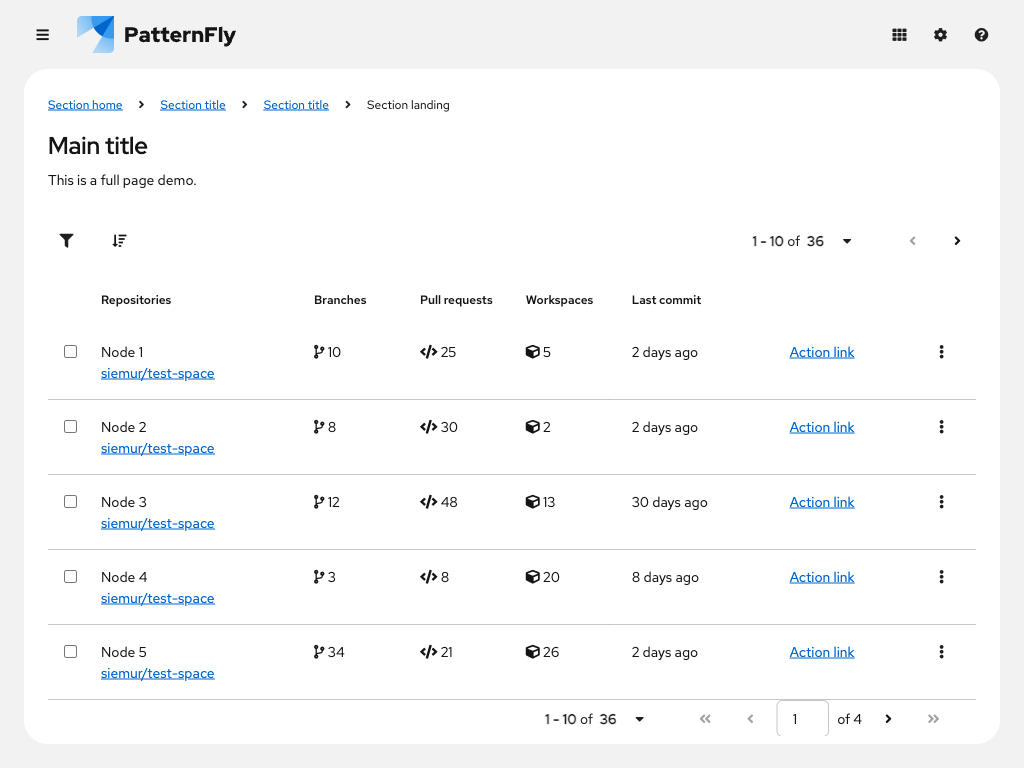 PatternFly
Section home Section title Section title Section landing
Main title
This is a full page demo.
1 - 10 of 36
Repositories Branches Pull requests Workspaces Last commit
Node 1 10 25 5 2 days ago Action link
siemur/test-space
Node 2 8 30 2 2 days ago Action link
siemur/test-space
Node 3 12 48 13 30 days ago Action link
siemur/test-space
Node 4 3 8 20 8 days ago Action link
siemur/test-space
Node 5 34 21 26 2 days ago Action link
siemur/test-space
1 - 10 of 36 1 of 4